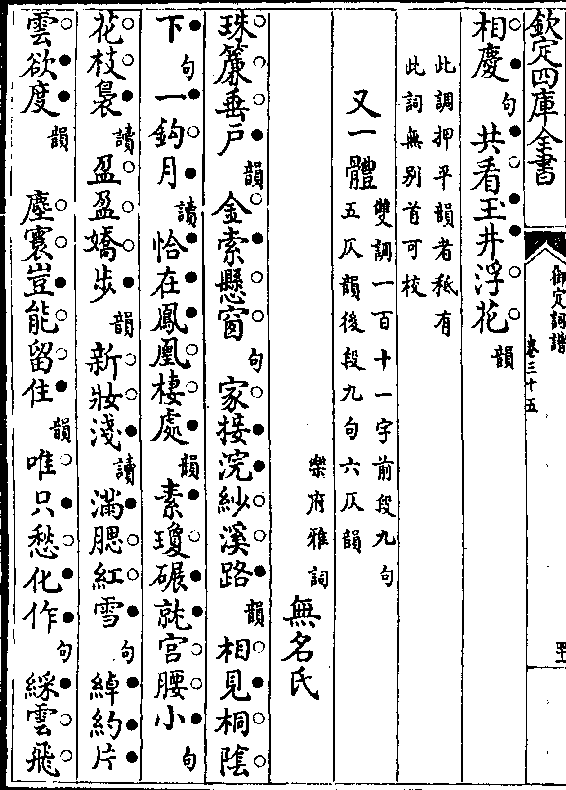 欽定四庫全書
御定詞譜
卷三十五
相慶句共看玉井浮花韻
此調押平韻者秪有
此詞無别首可校
又一體
雙調一百十一字前段九句
五仄韻後段九句六仄韻
樂府雅詞
無名氏
珠簾垂戶韻金索懸窗句家接浣紗溪路韻相見桐陰
下句一鉤月讀恰在鳳凰棲處韻素瓊碾就宫腰小句
花枝裊讀盈盈嬌步韻新妝淺讀滿腮紅雪句綽約片
雲欲度韻塵寰豈能留住韻唯只愁化作句綵雲飛